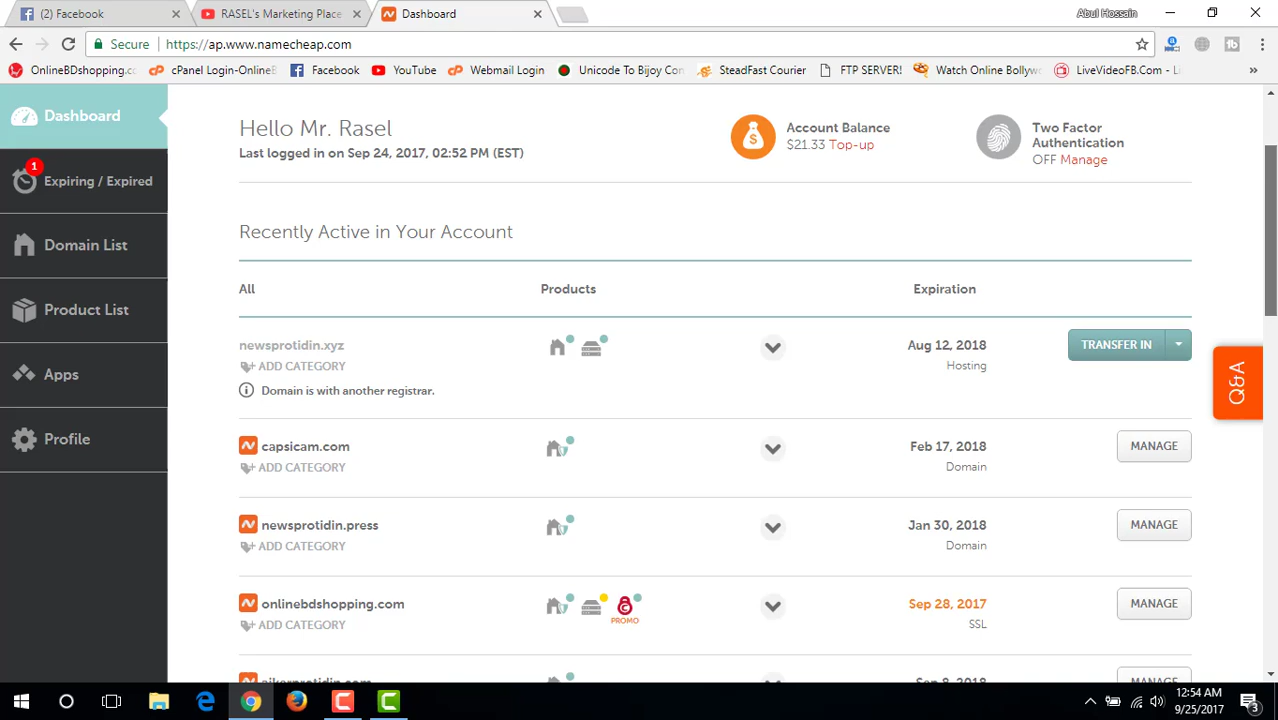 (2) Facebook
RASEL's Marketing Place
Dashboard
Abul Hossain
Secure
https://ap.www.namecheap.com
OnlineBDshopping.cc
cPanel Login-OnlineB
Facebook
YouTube
Webmail Login
Unicode To Bijoy Con
SteadFast Courier
FTP SERVER!
Watch Online Bollyw
LiveVideoFB.Com - Li
Dashboard
1
Expiring / Expired
Domain List
Product List
Apps
Profile
Hello Mr. Rasel
Last logged in on Sep 24, 2017, 02:52 PM (EST)
Account Balance
$21.33 Top-up
Two Factor
Authentication
OFF Manage
Recently Active in Your Account
All Products Expiration
newsprotidin.xyz Aug 12, 2018 TRANSFER IN
ADD CATEGORY Hosting
Domain is with another registrar.
capsicam.com Feb 17, 2018 MANAGE
ADD CATEGORY Domain
newsprotidin.press Jan 30, 2018 MANAGE
ADD CATEGORY Domain
onlinebdshopping.com Sep 28, 2017 MANAGE
PROMO
ADD CATEGORY SSL
Q&A
12:54 AM
9/25/2017
3